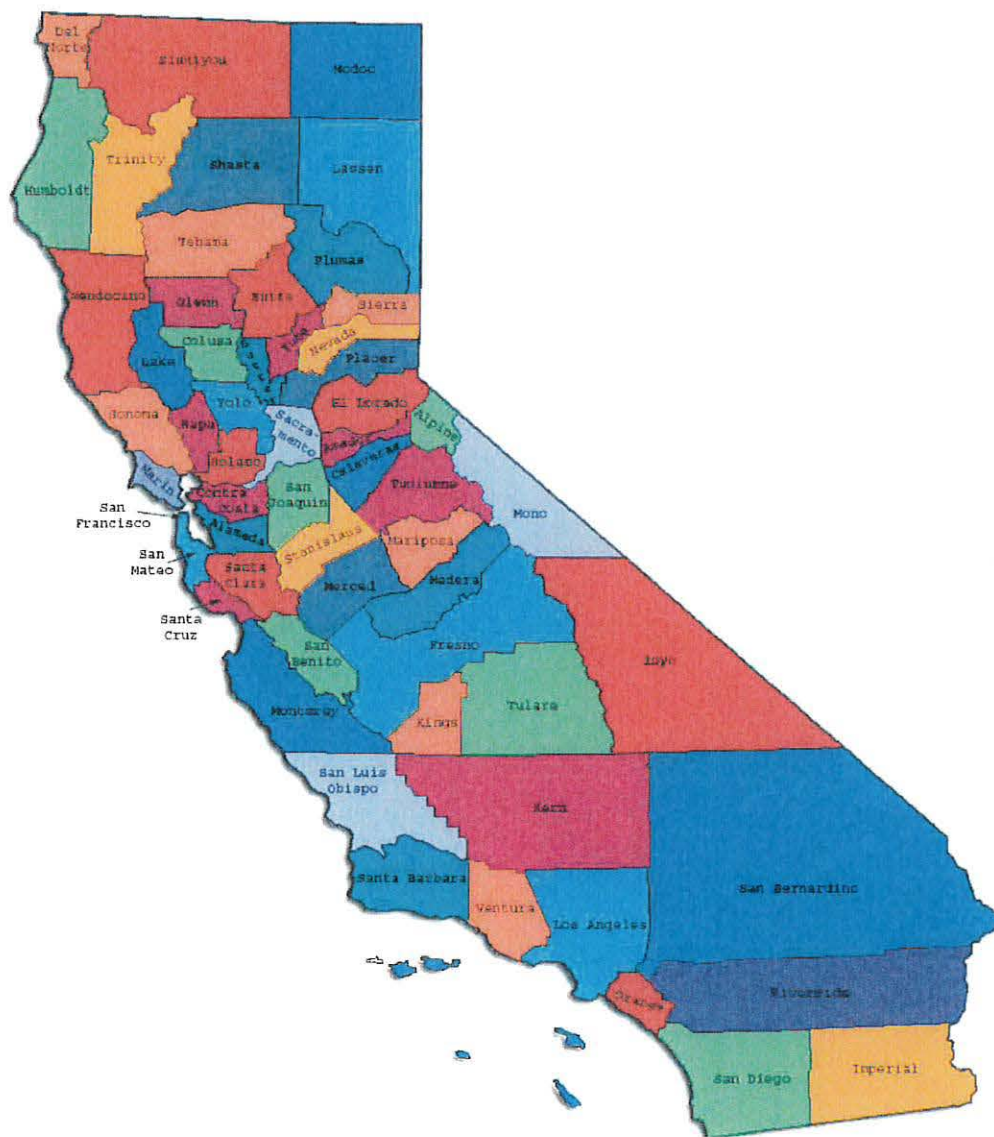 Del
Norte
Siskiyou
Modoc
Trinity
Shasta
Lassen
Humboldt
Tehama
Plumas
Mendocino
Glenn
Butte
Sierra
Yuba
Nevada
Colusa
Lake
Placer
Yolo
El Dorado
Sonoma
Napa
Sacra-
mento
Alpine
Amador
Solano
Calaveras
Marin
Contra
Costa
San
Joaquin
Tuolumne
Mono
San
Francisco
Alameda
Stanislaus
Mariposa
San
Mateo
Santa
Clara
Merced
Madera
Santa
Cruz
San
Benito
Fresno
Inyo
Monterey
Kings
Tulare
San Luis
Obispo
Kern
Santa Barbara
San Bernardino
Ventura
Los Angeles
Orange
Riverside
San Diego
Imperial